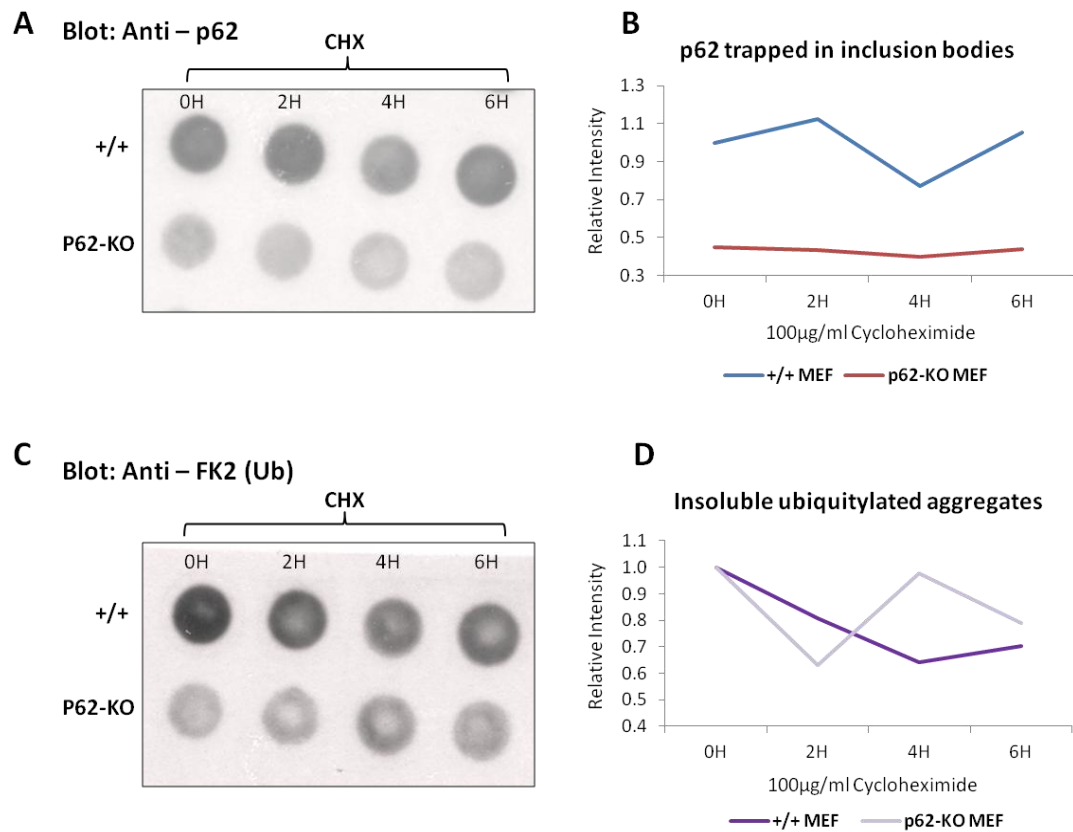 A
Blot: Anti – p62
CHX
0H 2H 4H 6H
+/+
P62-KO
B
p62 trapped in inclusion bodies
Relative Intensity
1.3
1.1
0.9
0.7
0.5
0.3
0H 2H 4H 6H
100µg/ml Cycloheximide
+/+ MEF p62-KO MEF
C
Blot: Anti – FK2 (Ub)
CHX
0H 2H 4H 6H
+/+
P62-KO
D
Insoluble ubiquitylated aggregates
Relative Intensity
1.1
1.0
0.9
0.8
0.7
0.6
0.5
0.4
0H 2H 4H 6H
100µg/ml Cycloheximide
+/+ MEF p62-KO MEF